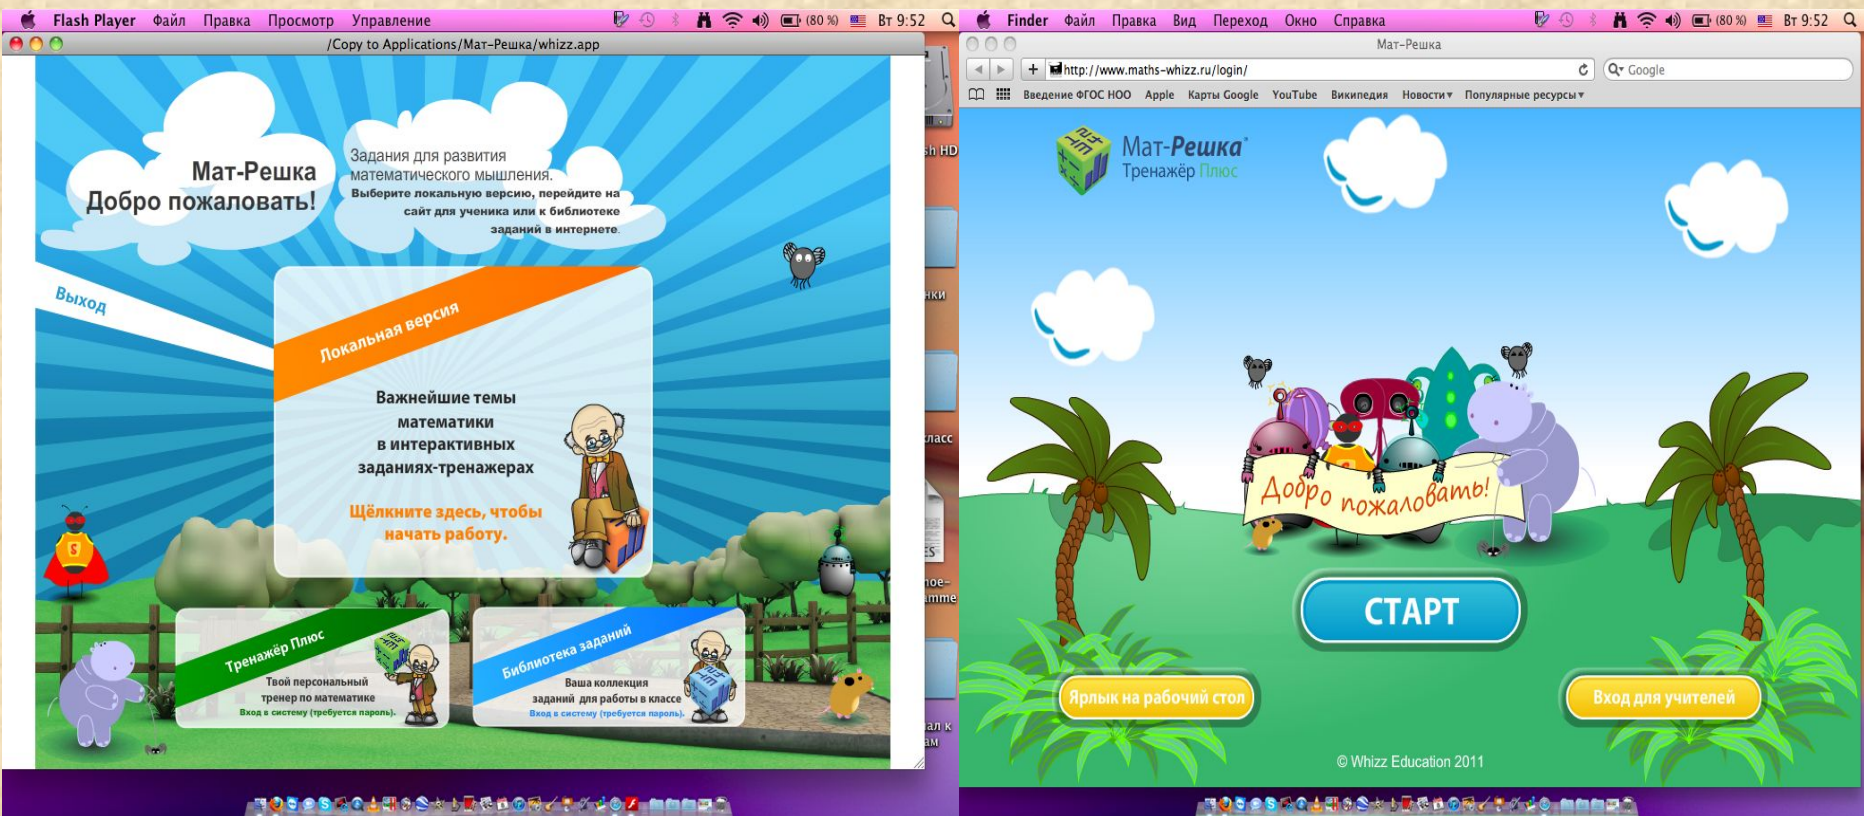 Flash Player Файл Правка Просмотр Управление
(80 %) Вт 9:52
/Copy to Applications/Мат-Решка/whizz.app
Мат-Решка
Добро пожаловать!
Задания для развития
математического мышления.
Выберите локальную версию, перейдите на
сайт для ученика или к библиотеке
заданий в интернете.
Выход
Локальная версия
Важнейшие темы
математики
в интерактивных
заданиях-тренажерах
Щёлкните здесь, чтобы
начать работу.
S
Тренажёр Плюс
Твой персональный
тренер по математике
Вход в систему (требуется пароль).
Библиотека заданий
Ваша коллекция
заданий для работы в классе
Вход в систему (требуется пароль).
Finder Файл Правка Вид Переход Окно Справка
(80 %) Вт 9:52
Мат-Решка
http://www.maths-whizz.ru/login/
Google
Введение ФГОС НОО Apple Карты Google YouTube Википедия Новости Популярные ресурсы
Мат-Решка
Тренажёр Плюс
Добро пожаловать!
СТАРТ
Ярлык на рабочий стол
Вход для учителей
© Whizz Education 2011